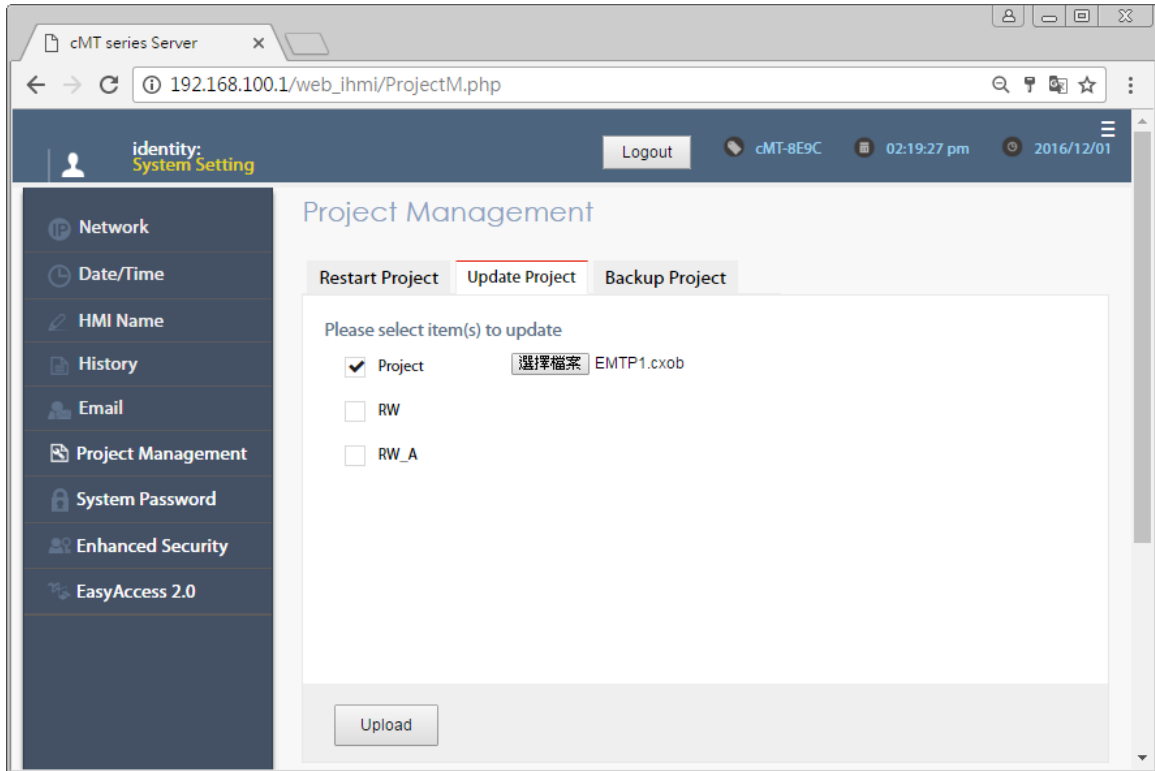 cMT series Server
192.168.100.1/web_ihmi/ProjectM.php
identity:
System Setting
Logout
cMT-8E9C
02:19:27 pm
2016/12/01
Network
Date/Time
HMI Name
History
Email
Project Management
System Password
Enhanced Security
EasyAccess 2.0
Project Management
Restart Project
Update Project
Backup Project
Please select item(s) to update
Project
選擇檔案 EMTP1.cxob
RW
RW_A
Upload